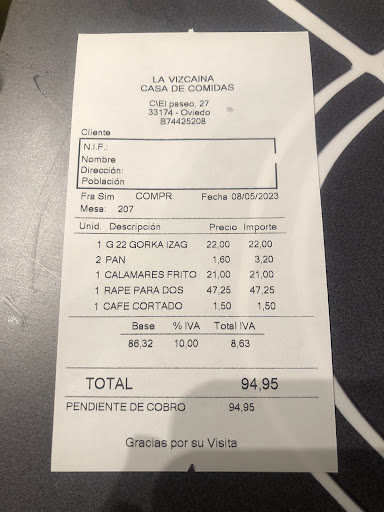 LA VIZCAINA
CASA DE COMIDAS
C\El paseo, 27
33174 - Oviedo
B74425208
Cliente
N.I.F.:
Nombre
Dirección:
Población
Fra Sim COMPR. Fecha 08/05/2023
Mesa: 207
Unid. Descripción Precio Importe
1 G 22 GORKA IZAG 22,00 22,00
2 PAN 1,60 3,20
1 CALAMARES FRITO 21,00 21,00
1 RAPE PARA DOS 47,25 47,25
1 CAFE CORTADO 1,50 1,50
Base % IVA Total IVA
86,32 10,00 8,63
TOTAL 94,95
PENDIENTE DE COBRO 94,95
Gracias por su Visita